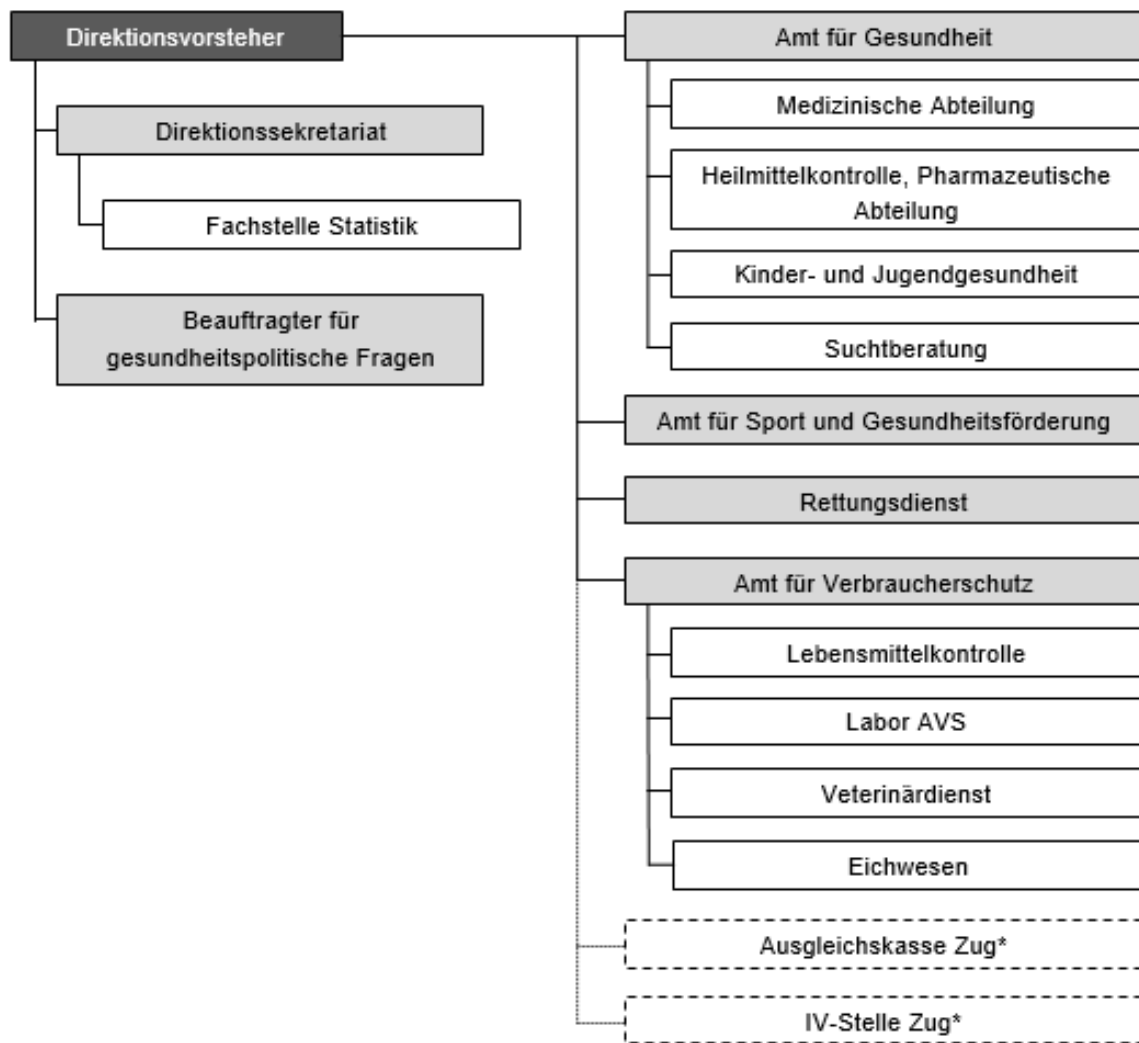 Direktionsvorsteher
Direktionssekretariat
Fachstelle Statistik
Beauftragter für
gesundheitspolitische Fragen
Amt für Gesundheit
Medizinische Abteilung
Heilmittelkontrolle, Pharmazeutische
Abteilung
Kinder- und Jugendgesundheit
Suchtberatung
Amt für Sport und Gesundheitsförderung
Rettungsdienst
Amt für Verbraucherschutz
Lebensmittelkontrolle
Labor AVS
Veterinärdienst
Eichwesen
Ausgleichskasse Zug*
IV-Stelle Zug*